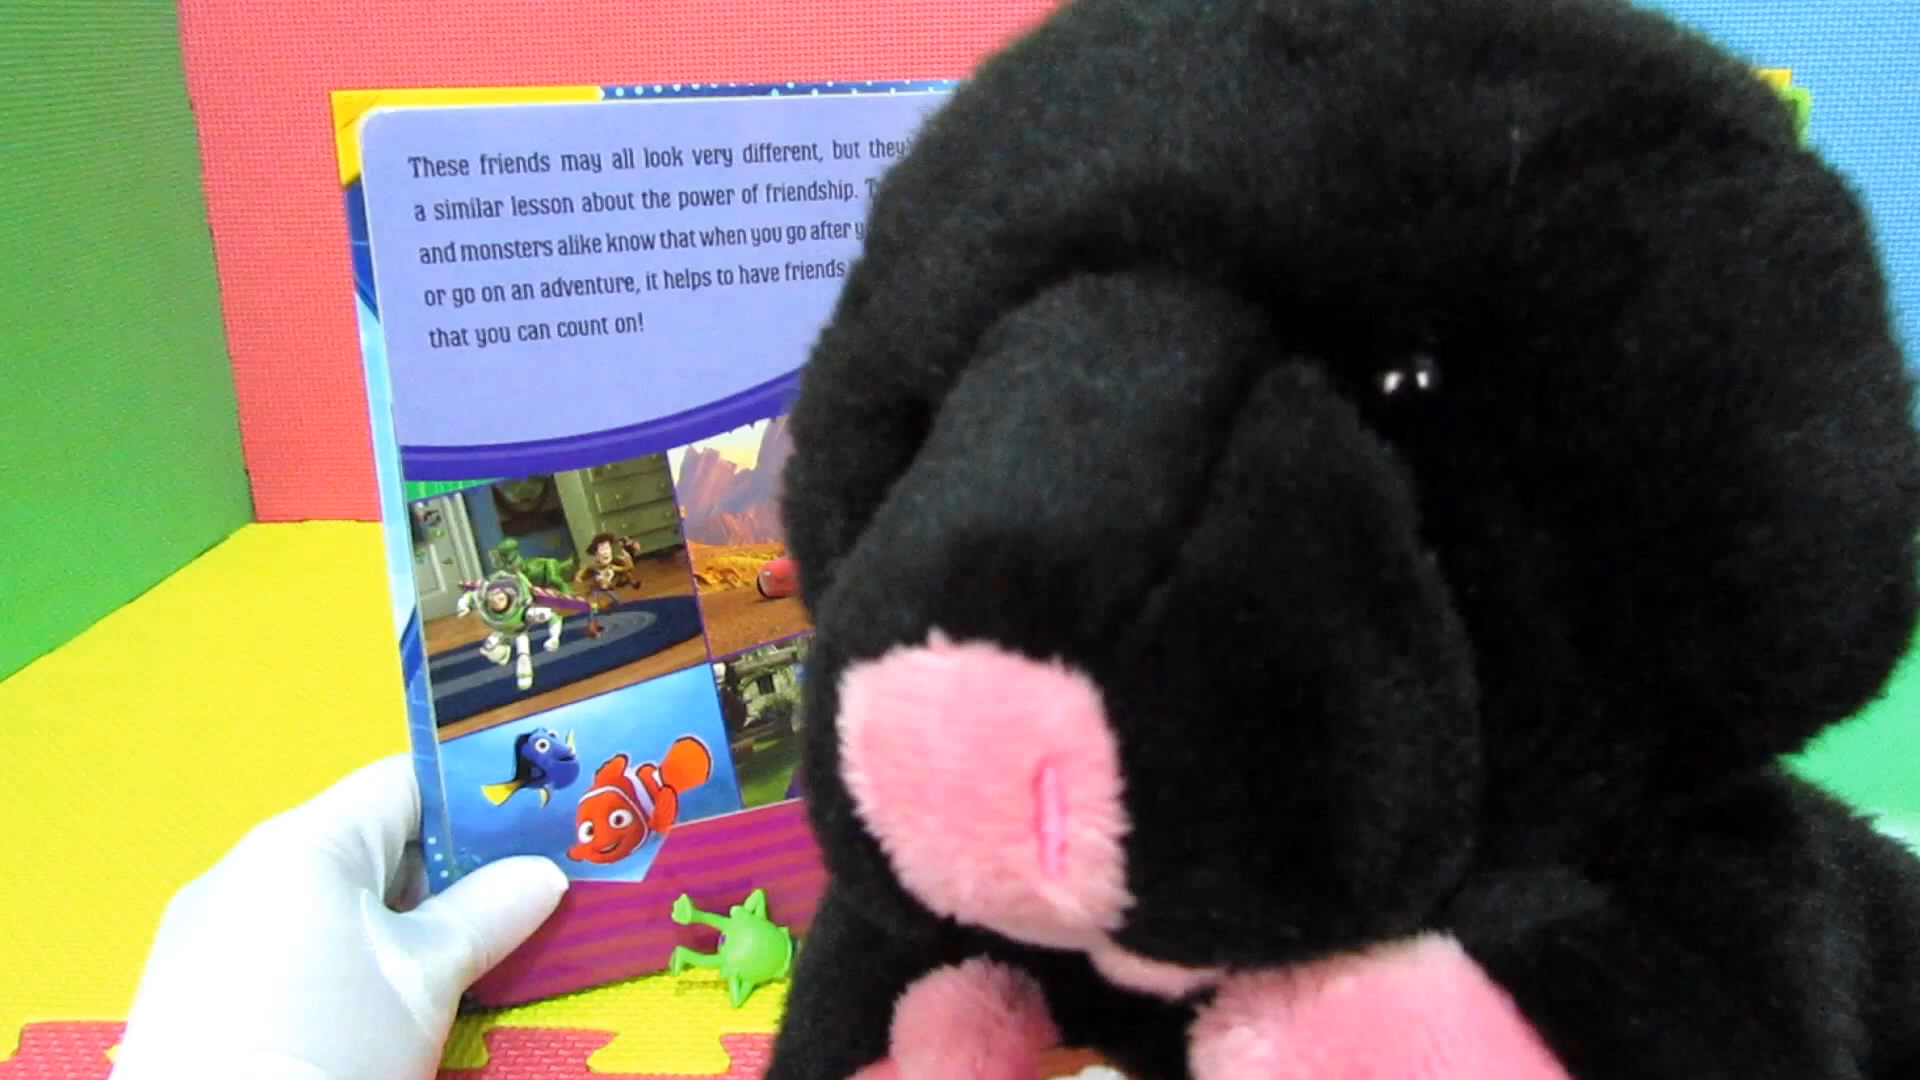 These friends may all look very different, but
a similar lesson about the power of friendship.
and monsters alike know that when you go after
or go on an adventure, it helps to have friends
that you can count on!